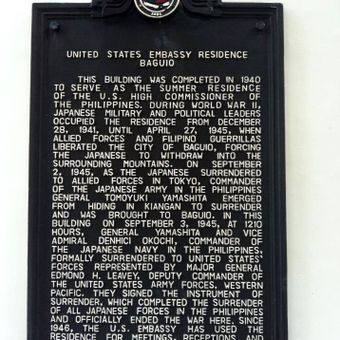 UNITED STATES EMBASSY RESIDENCE
BAGUIO
THIS BUILDING WAS COMPLETED IN 1940
TO SERVE AS THE SUMMER RESIDENCE
OF THE U.S. HIGH COMMISSIONER OF
THE PHILIPPINES. DURING WORLD WAR II,
JAPANESE MILITARY AND POLITICAL LEADERS
OCCUPIED THE RESIDENCE FROM DECEMBER
28, 1941, UNTIL APRIL 27, 1945, WHEN
ALLIED FORCES AND FILIPINO GUERRILLAS
LIBERATED THE CITY OF BAGUIO, FORCING
THE JAPANESE TO WITHDRAW INTO THE
SURROUNDING MOUNTAINS. ON SEPTEMBER
2, 1945, AS THE JAPANESE SURRENDERED
TO ALLIED FORCES IN TOKYO, COMMANDER
OF THE JAPANESE ARMY IN THE PHILIPPINES
GENERAL TOMOYUKI YAMASHITA EMERGED
FROM HIDING IN KIANGAN TO SURRENDER
AND WAS BROUGHT TO BAGUIO. IN THIS
BUILDING ON SEPTEMBER 3, 1945, AT 1210
HOURS, GENERAL YAMASHITA AND VICE
ADMIRAL DENHICI OKOCHI, COMMANDER OF
THE JAPANESE NAVY IN THE PHILIPPINES,
FORMALLY SURRENDERED TO UNITED STATES'
FORCES REPRESENTED BY MAJOR GENERAL
EDMOND H. LEAVEY, DEPUTY COMMANDER OF
THE UNITED STATES ARMY FORCES, WESTERN
PACIFIC. THEY SIGNED THE INSTRUMENT OF
SURRENDER, WHICH COMPLETED THE SURRENDER
OF ALL JAPANESE FORCES IN THE PHILIPPINES
AND OFFICIALLY ENDED THE WAR HERE. SINCE
1946, THE U.S. EMBASSY HAS USED THE
RESIDENCE FOR MEETINGS, RECEPTIONS AND